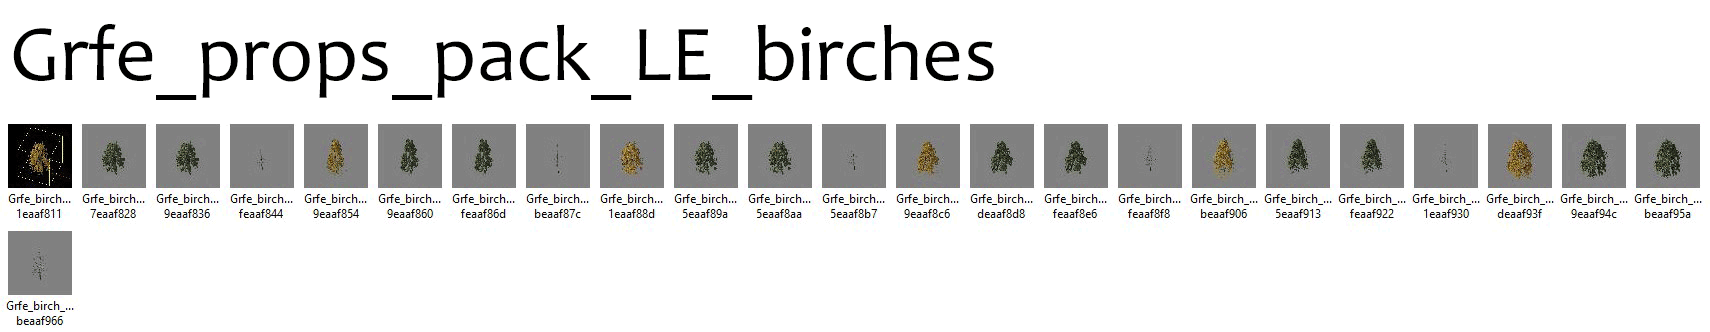 Grfe_props_pack_LE_birches
Grfe_birch... Grfe_birch... Grfe_birch... Grfe_birch... Grfe_birch... Grfe_birch... Grfe_birch... Grfe_birch... Grfe_birch... Grfe_birch... Grfe_birch... Grfe_birch... Grfe_birch... Grfe_birch... Grfe_birch... Grfe_birch... Grfe_birch_... Grfe_birch_... Grfe_birch_... Grfe_birch_... Grfe_birch_... Grfe_birch_... Grfe_birch_...
1eaaf811 7eaaf828 9eaaf836 feaaf844 9eaaf854 9eaaf860 feaaf86d beaaf87c 1eaaf88d 5eaaf89a 5eaaf8aa 5eaaf8b7 9eaaf8c6 deaaf8d8 feaaf8e6 feaaf8f8 beaaf906 5eaaf913 feaaf922 1eaaf930 deaaf93f 9eaaf94c beaaf95a
Grfe_birch_...
beaaf966